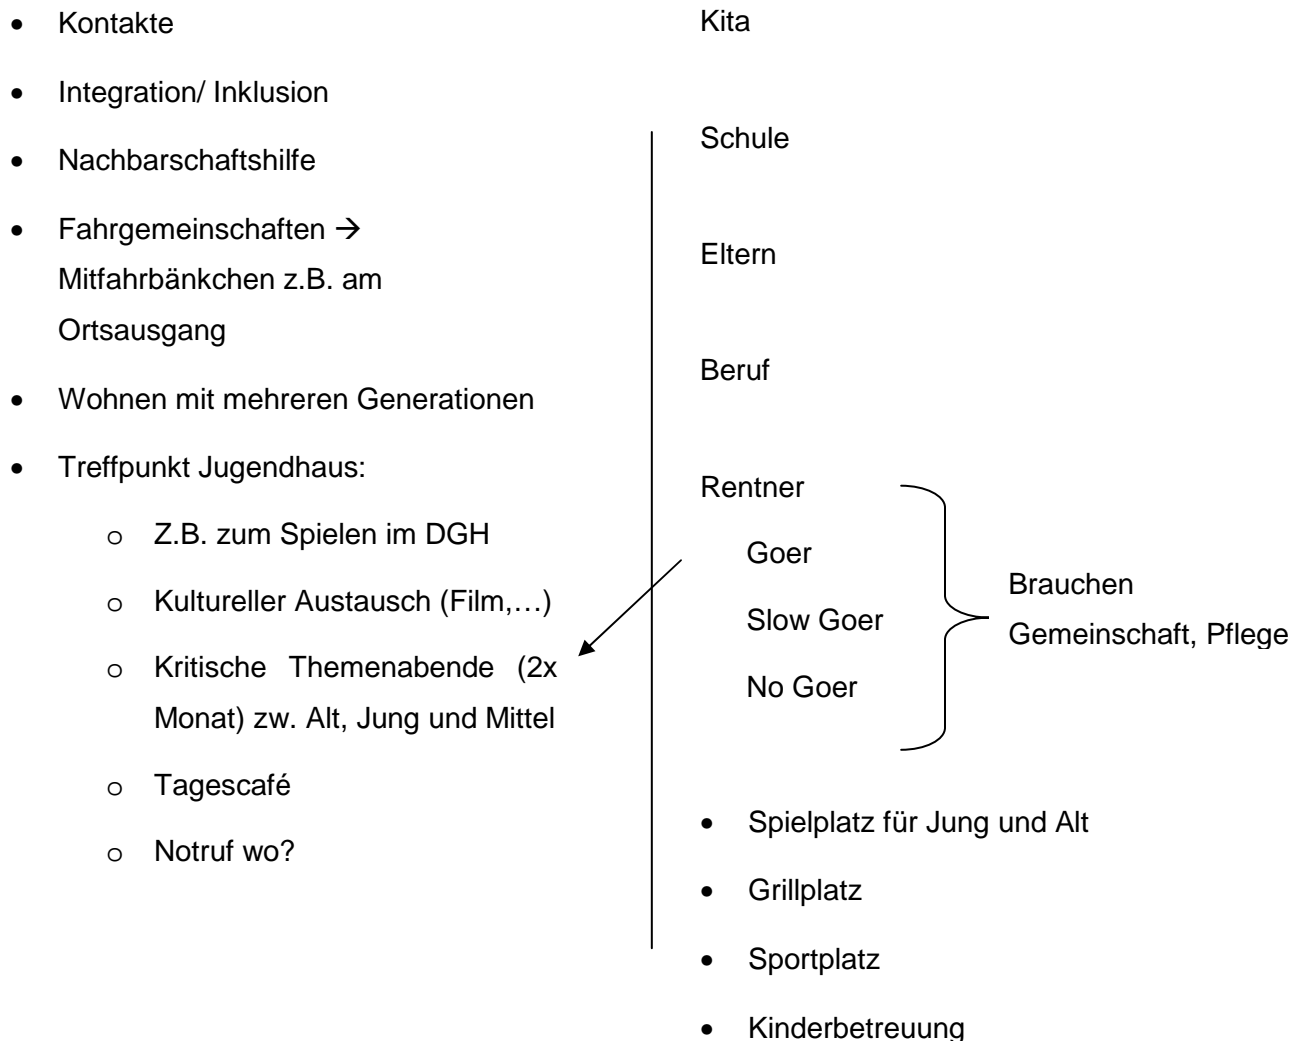 • Kontakte
• Integration/ Inklusion
• Nachbarschaftshilfe
• Fahrgemeinschaften →
Mitfahrbänkchen z.B. am
Ortsausgang
• Wohnen mit mehreren Generationen
• Treffpunkt Jugendhaus:
o Z.B. zum Spielen im DGH
o Kultureller Austausch (Film,…)
o Kritische Themenabende (2x
Monat) zw. Alt, Jung und Mittel
o Tagescafé
o Notruf wo?
Kita
Schule
Eltern
Beruf
Rentner
Goer
Slow Goer
No Goer
Brauchen
Gemeinschaft, Pflege
• Spielplatz für Jung und Alt
• Grillplatz
• Sportplatz
• Kinderbetreuung